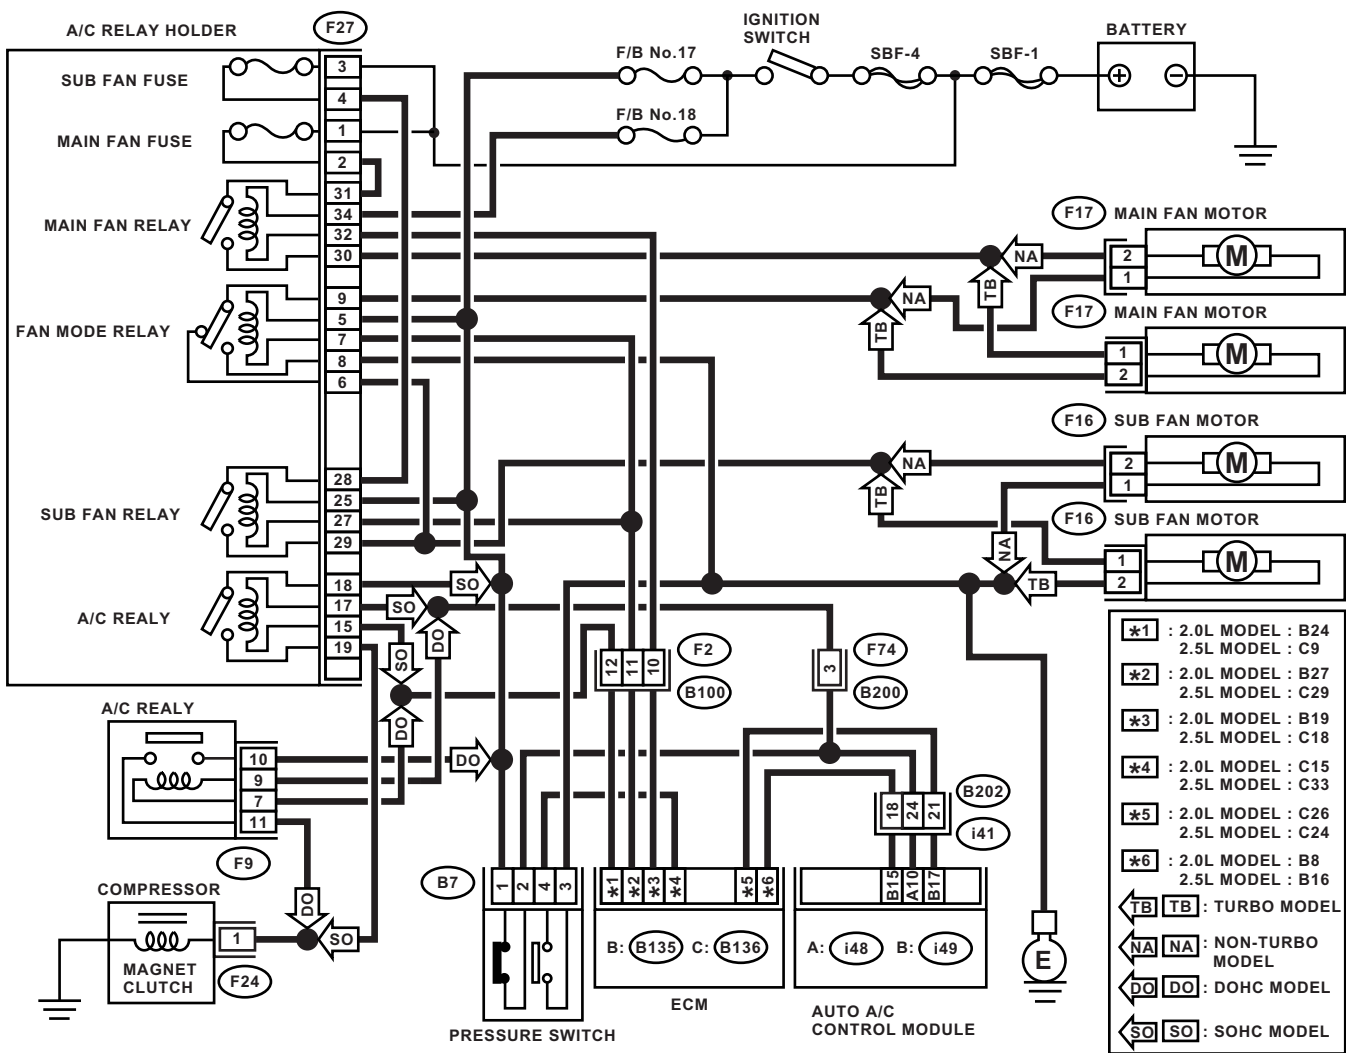 A/C RELAY HOLDER
F27
IGNITION
SWITCH
BATTERY
F/B No.17
SBF-4
SBF-1
SUB FAN FUSE
3
4
F/B No.18
MAIN FAN FUSE
1
2
MAIN FAN RELAY
31
34
32
30
F17 MAIN FAN MOTOR
2
1
M
NA
TB
FAN MODE RELAY
9
5
7
8
6
NA
TB
F17 MAIN FAN MOTOR
1
2
M
F16 SUB FAN MOTOR
2
1
M
NA
TB
SUB FAN RELAY
28
25
27
29
F16 SUB FAN MOTOR
1
2
M
NA
TB
A/C REALY
18
17
15
19
SO
SO
SO
DO
DO
12
11
10
F2
B100
3
F74
B200
A/C REALY
10
9
7
11
F9
DO
DO
SO
18
24
21
B202
i41
COMPRESSOR
1
F24
MAGNET
CLUTCH
B7
1
2
4
3
PRESSURE SWITCH
*1
*2
*3
*4
*5
*6
B: B135 C: B136
ECM
B15
A10
B17
A: i48 B: i49
AUTO A/C
CONTROL MODULE
E
*1 : 2.0L MODEL : B24
2.5L MODEL : C9
*2 : 2.0L MODEL : B27
2.5L MODEL : C29
*3 : 2.0L MODEL : B19
2.5L MODEL : C18
*4 : 2.0L MODEL : C15
2.5L MODEL : C33
*5 : 2.0L MODEL : C26
2.5L MODEL : C24
*6 : 2.0L MODEL : B8
2.5L MODEL : B16
TB TB : TURBO MODEL
NA NA : NON-TURBO
MODEL
DO DO : DOHC MODEL
SO SO : SOHC MODEL